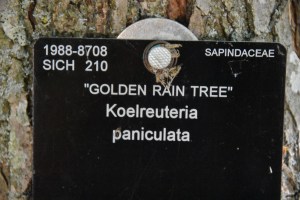 1988-8708 SAPINDACEAE
SICH 210
"GOLDEN RAIN TREE"
Koelreuteria
paniculata